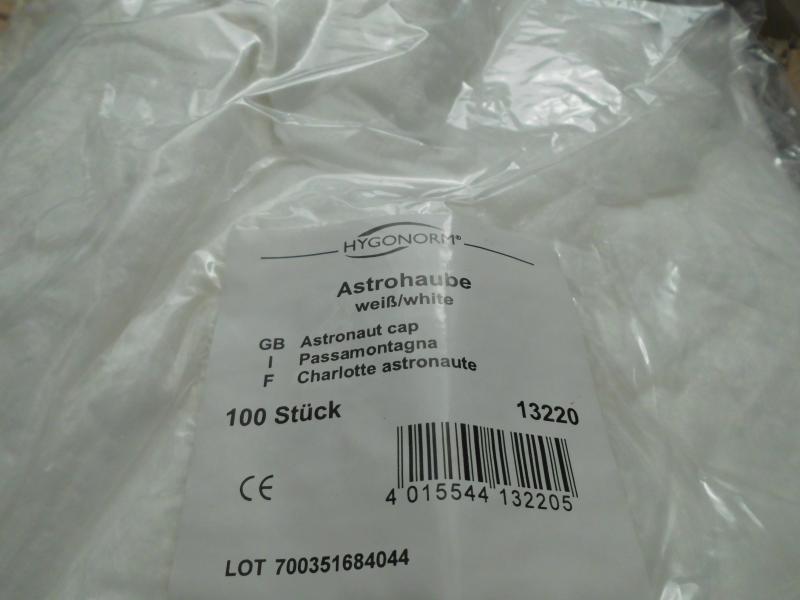 HYGONORM®
Astrohaube
weiß/white
GB Astronaut cap
I Passamontagna
F Charlotte astronaute
100 Stück 13220
CE
4 015544 132205
LOT 700351684044